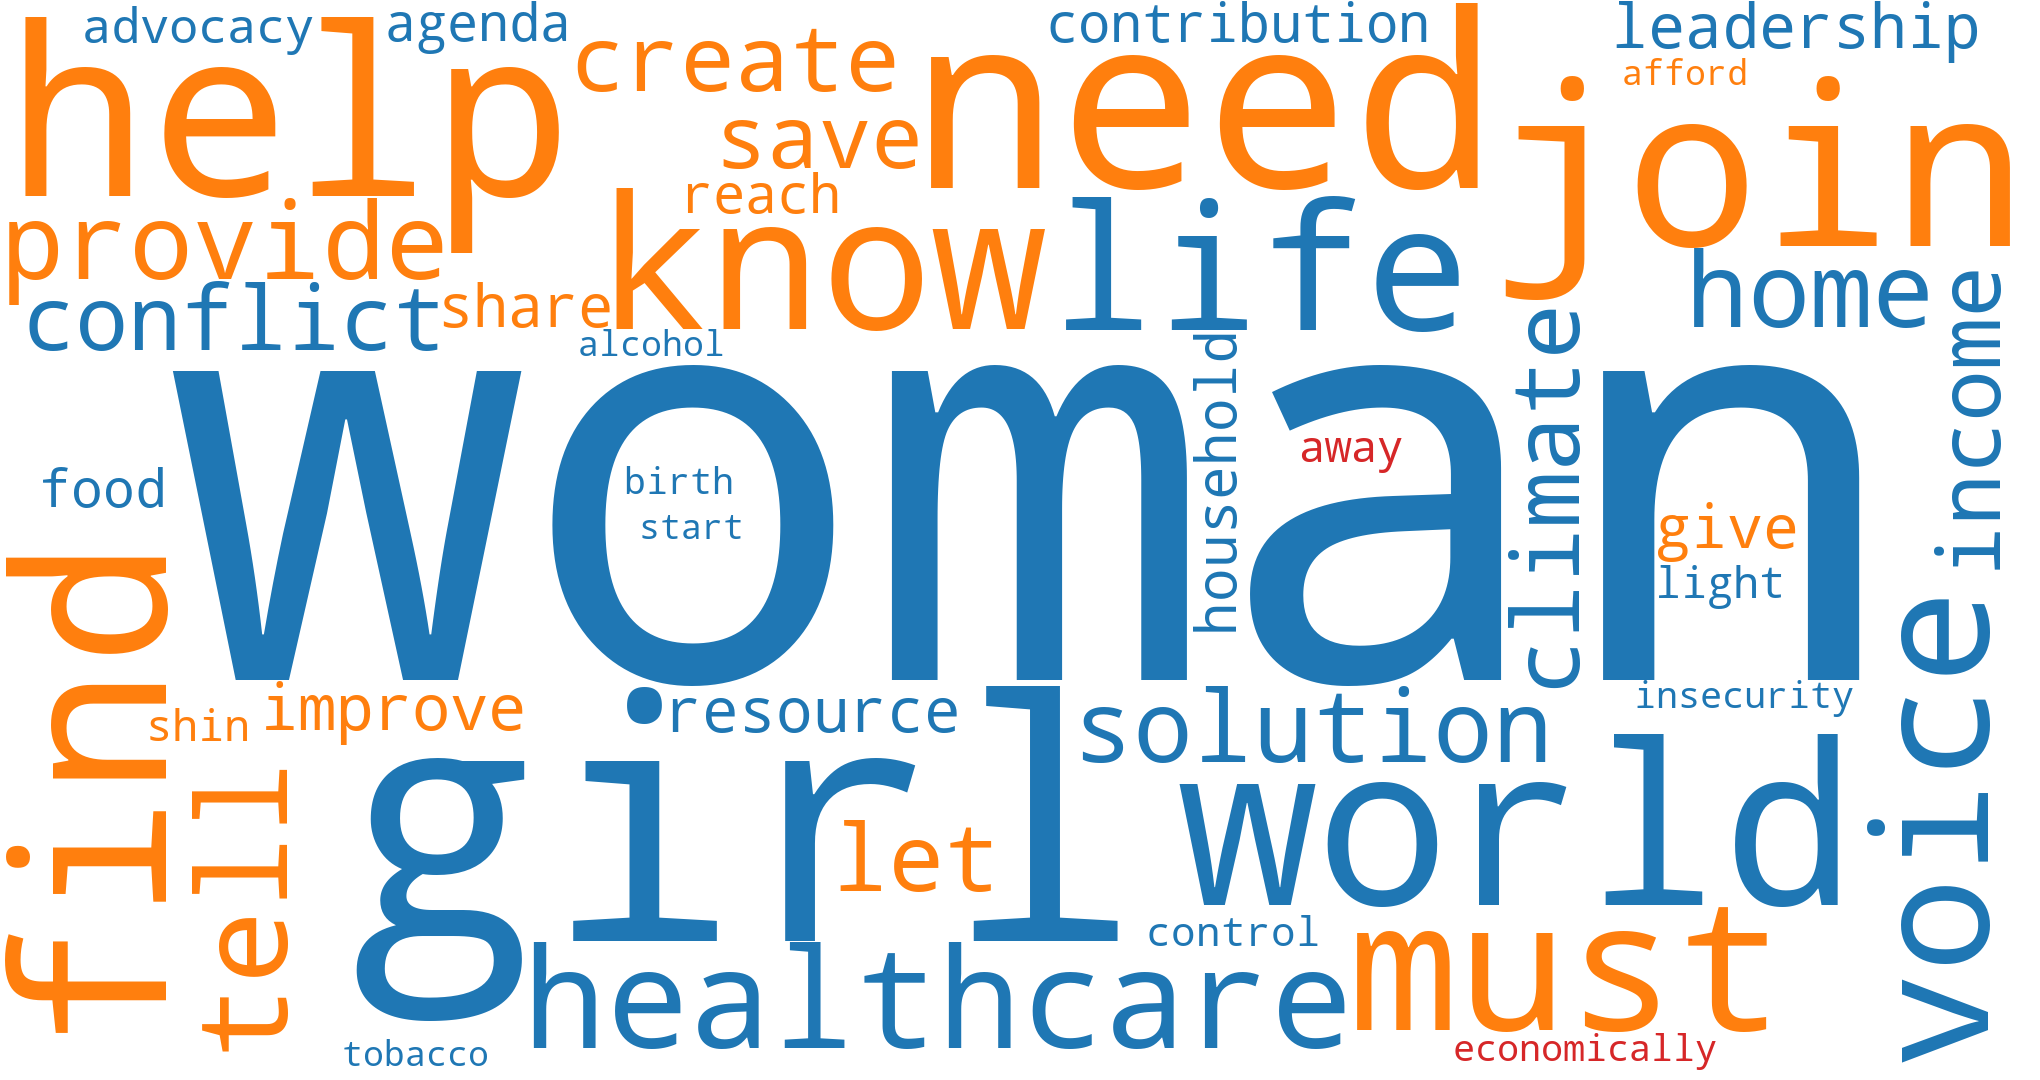 advocacy
agenda
contribution
leadership
help
create
need
afford
join
save
reach
provide
know
life
home
conflict
share
alcohol
household
climate
income
woman
away
food
birth
start
give
light
find
voice
shin
improve
resource
solution
insecurity
tell
girl
world
let
control
must
healthcare
tobacco
economically